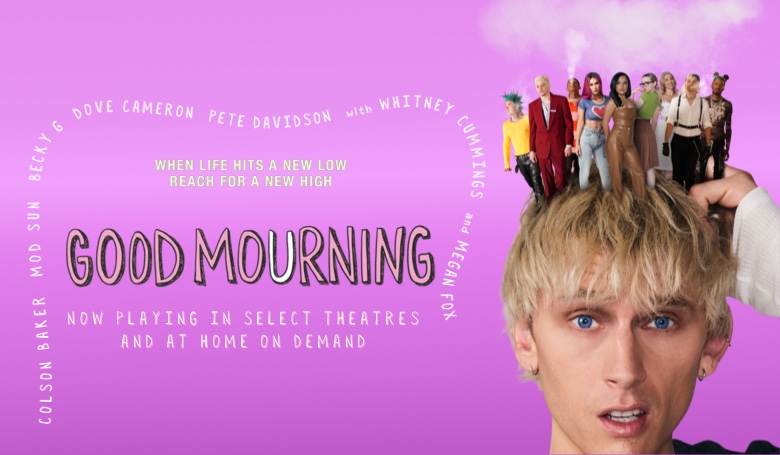 COLSON BAKER MOD SUN BECKY G DOVE CAMERON PETE DAVIDSON with WHITNEY CUMMINGS and MEGAN FOX
WHEN LIFE HITS A NEW LOW
REACH FOR A NEW HIGH
GOOD MOURNING
NOW PLAYING IN SELECT THEATRES
AND AT HOME ON DEMAND